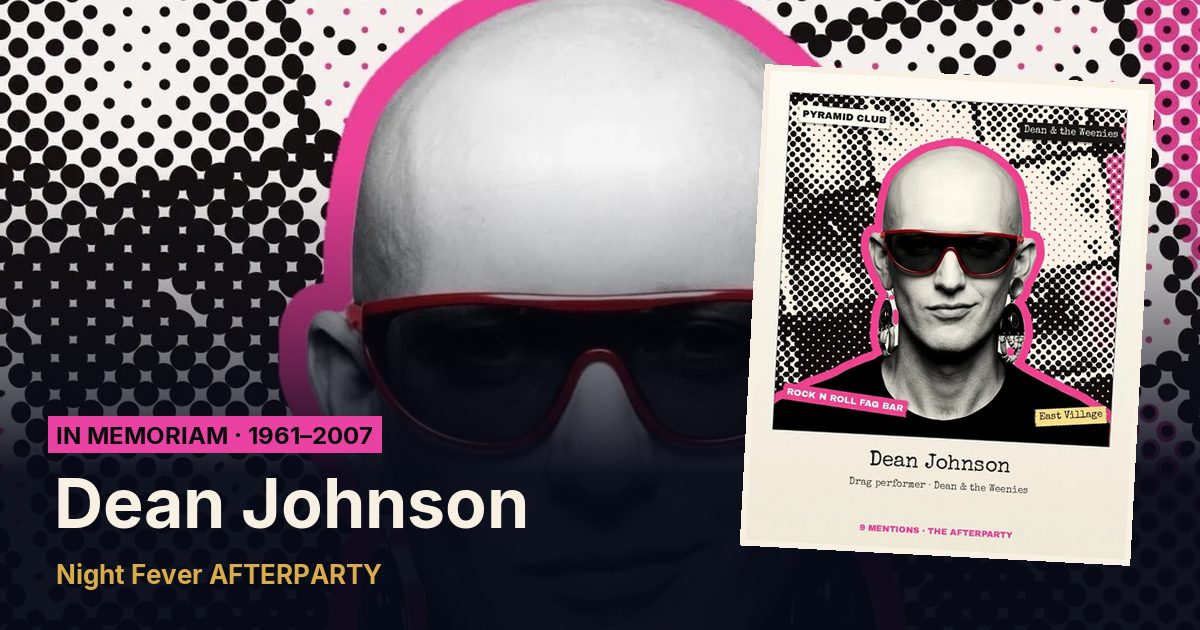 IN MEMORIAM · 1961–2007
Dean Johnson
Night Fever AFTERPARTY
PYRAMID CLUB
Dean & the Weenies
ROCK N ROLL FAG BAR
East Village
Dean Johnson
Drag performer · Dean & the Weenies
9 MENTIONS · THE AFTERPARTY